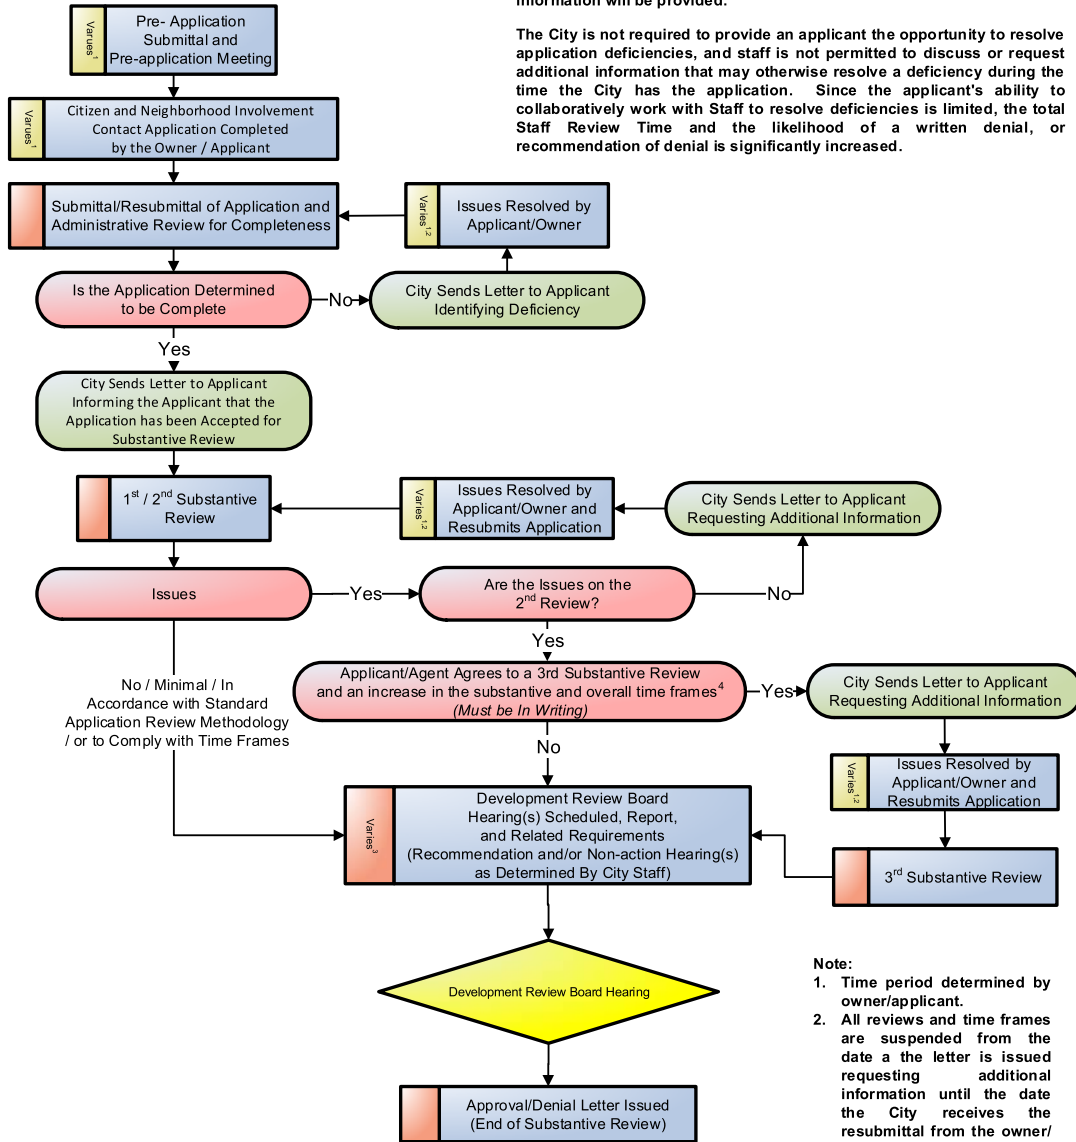 information will be provided.
The City is not required to provide an applicant the opportunity to resolve
application deficiencies, and staff is not permitted to discuss or request
additional information that may otherwise resolve a deficiency during the
time the City has the application. Since the applicant's ability to
collaboratively work with Staff to resolve deficiencies is limited, the total
Staff Review Time and the likelihood of a written denial, or
recommendation of denial is significantly increased.
Varues1
Pre- Application
Submittal and
Pre-application Meeting
Varues1
Citizen and Neighborhood Involvement
Contact Application Completed
by the Owner / Applicant
Submittal/Resubmittal of Application and
Administrative Review for Completeness
Varies1,2
Issues Resolved by
Applicant/Owner
Is the Application Determined
to be Complete
No
City Sends Letter to Applicant
Identifying Deficiency
Yes
City Sends Letter to Applicant
Informing the Applicant that the
Application has been Accepted for
Substantive Review
1st / 2nd Substantive
Review
Varies1,2
Issues Resolved by
Applicant/Owner and
Resubmits Application
City Sends Letter to Applicant
Requesting Additional Information
Issues
Yes
Are the Issues on the
2nd Review?
No
Yes
No / Minimal / In
Accordance with Standard
Application Review Methodology
/ or to Comply with Time Frames
Applicant/Agent Agrees to a 3rd Substantive Review
and an increase in the substantive and overall time frames4
(Must be In Writing)
Yes
City Sends Letter to Applicant
Requesting Additional Information
No
Varies1,2
Issues Resolved by
Applicant/Owner and
Resubmits Application
Varies3
Development Review Board
Hearing(s) Scheduled, Report,
and Related Requirements
(Recommendation and/or Non-action Hearing(s)
as Determined By City Staff)
3rd Substantive Review
Development Review Board Hearing
Approval/Denial Letter Issued
(End of Substantive Review)
Note:
1. Time period determined by
owner/applicant.
2. All reviews and time frames
are suspended from the
date a the letter is issued
requesting additional
information until the date
the City receives the
resubmittal from the owner/